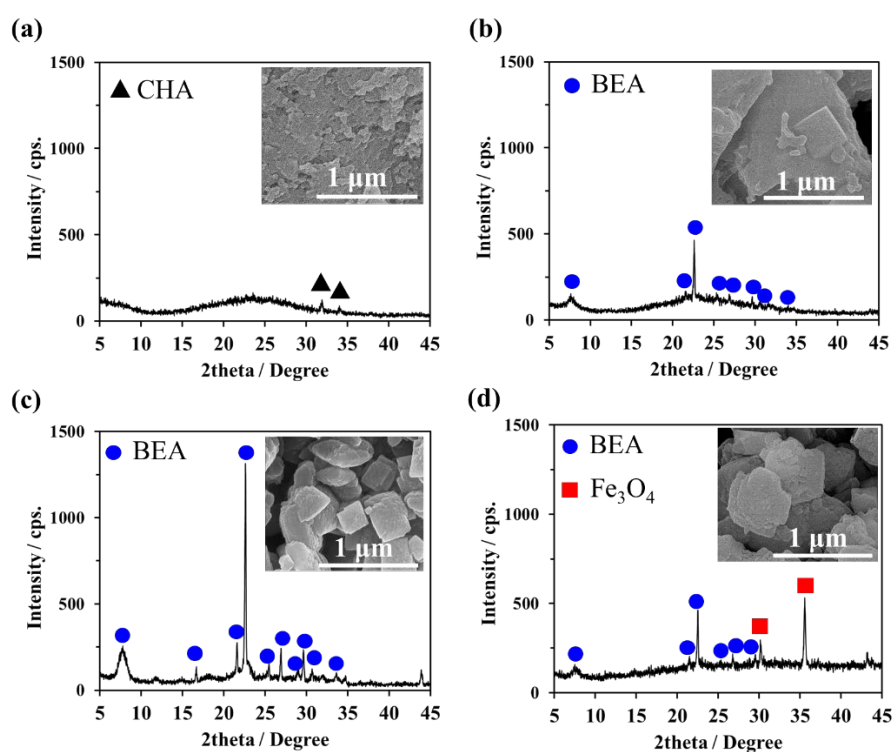 (a)
1500
1000
500
0
Intensity / cps.
CHA
1 μm
5 10 15 20 25 30 35 40 45
2theta / Degree
(b)
1500
1000
500
0
Intensity / cps.
BEA
1 μm
5 10 15 20 25 30 35 40 45
2theta / Degree
(c)
1500
1000
500
0
Intensity / cps.
BEA
1 μm
5 10 15 20 25 30 35 40 45
2theta / Degree
(d)
1500
1000
500
0
Intensity / cps.
BEA
Fe₃O₄
1 μm
5 10 15 20 25 30 35 40 45
2theta / Degree